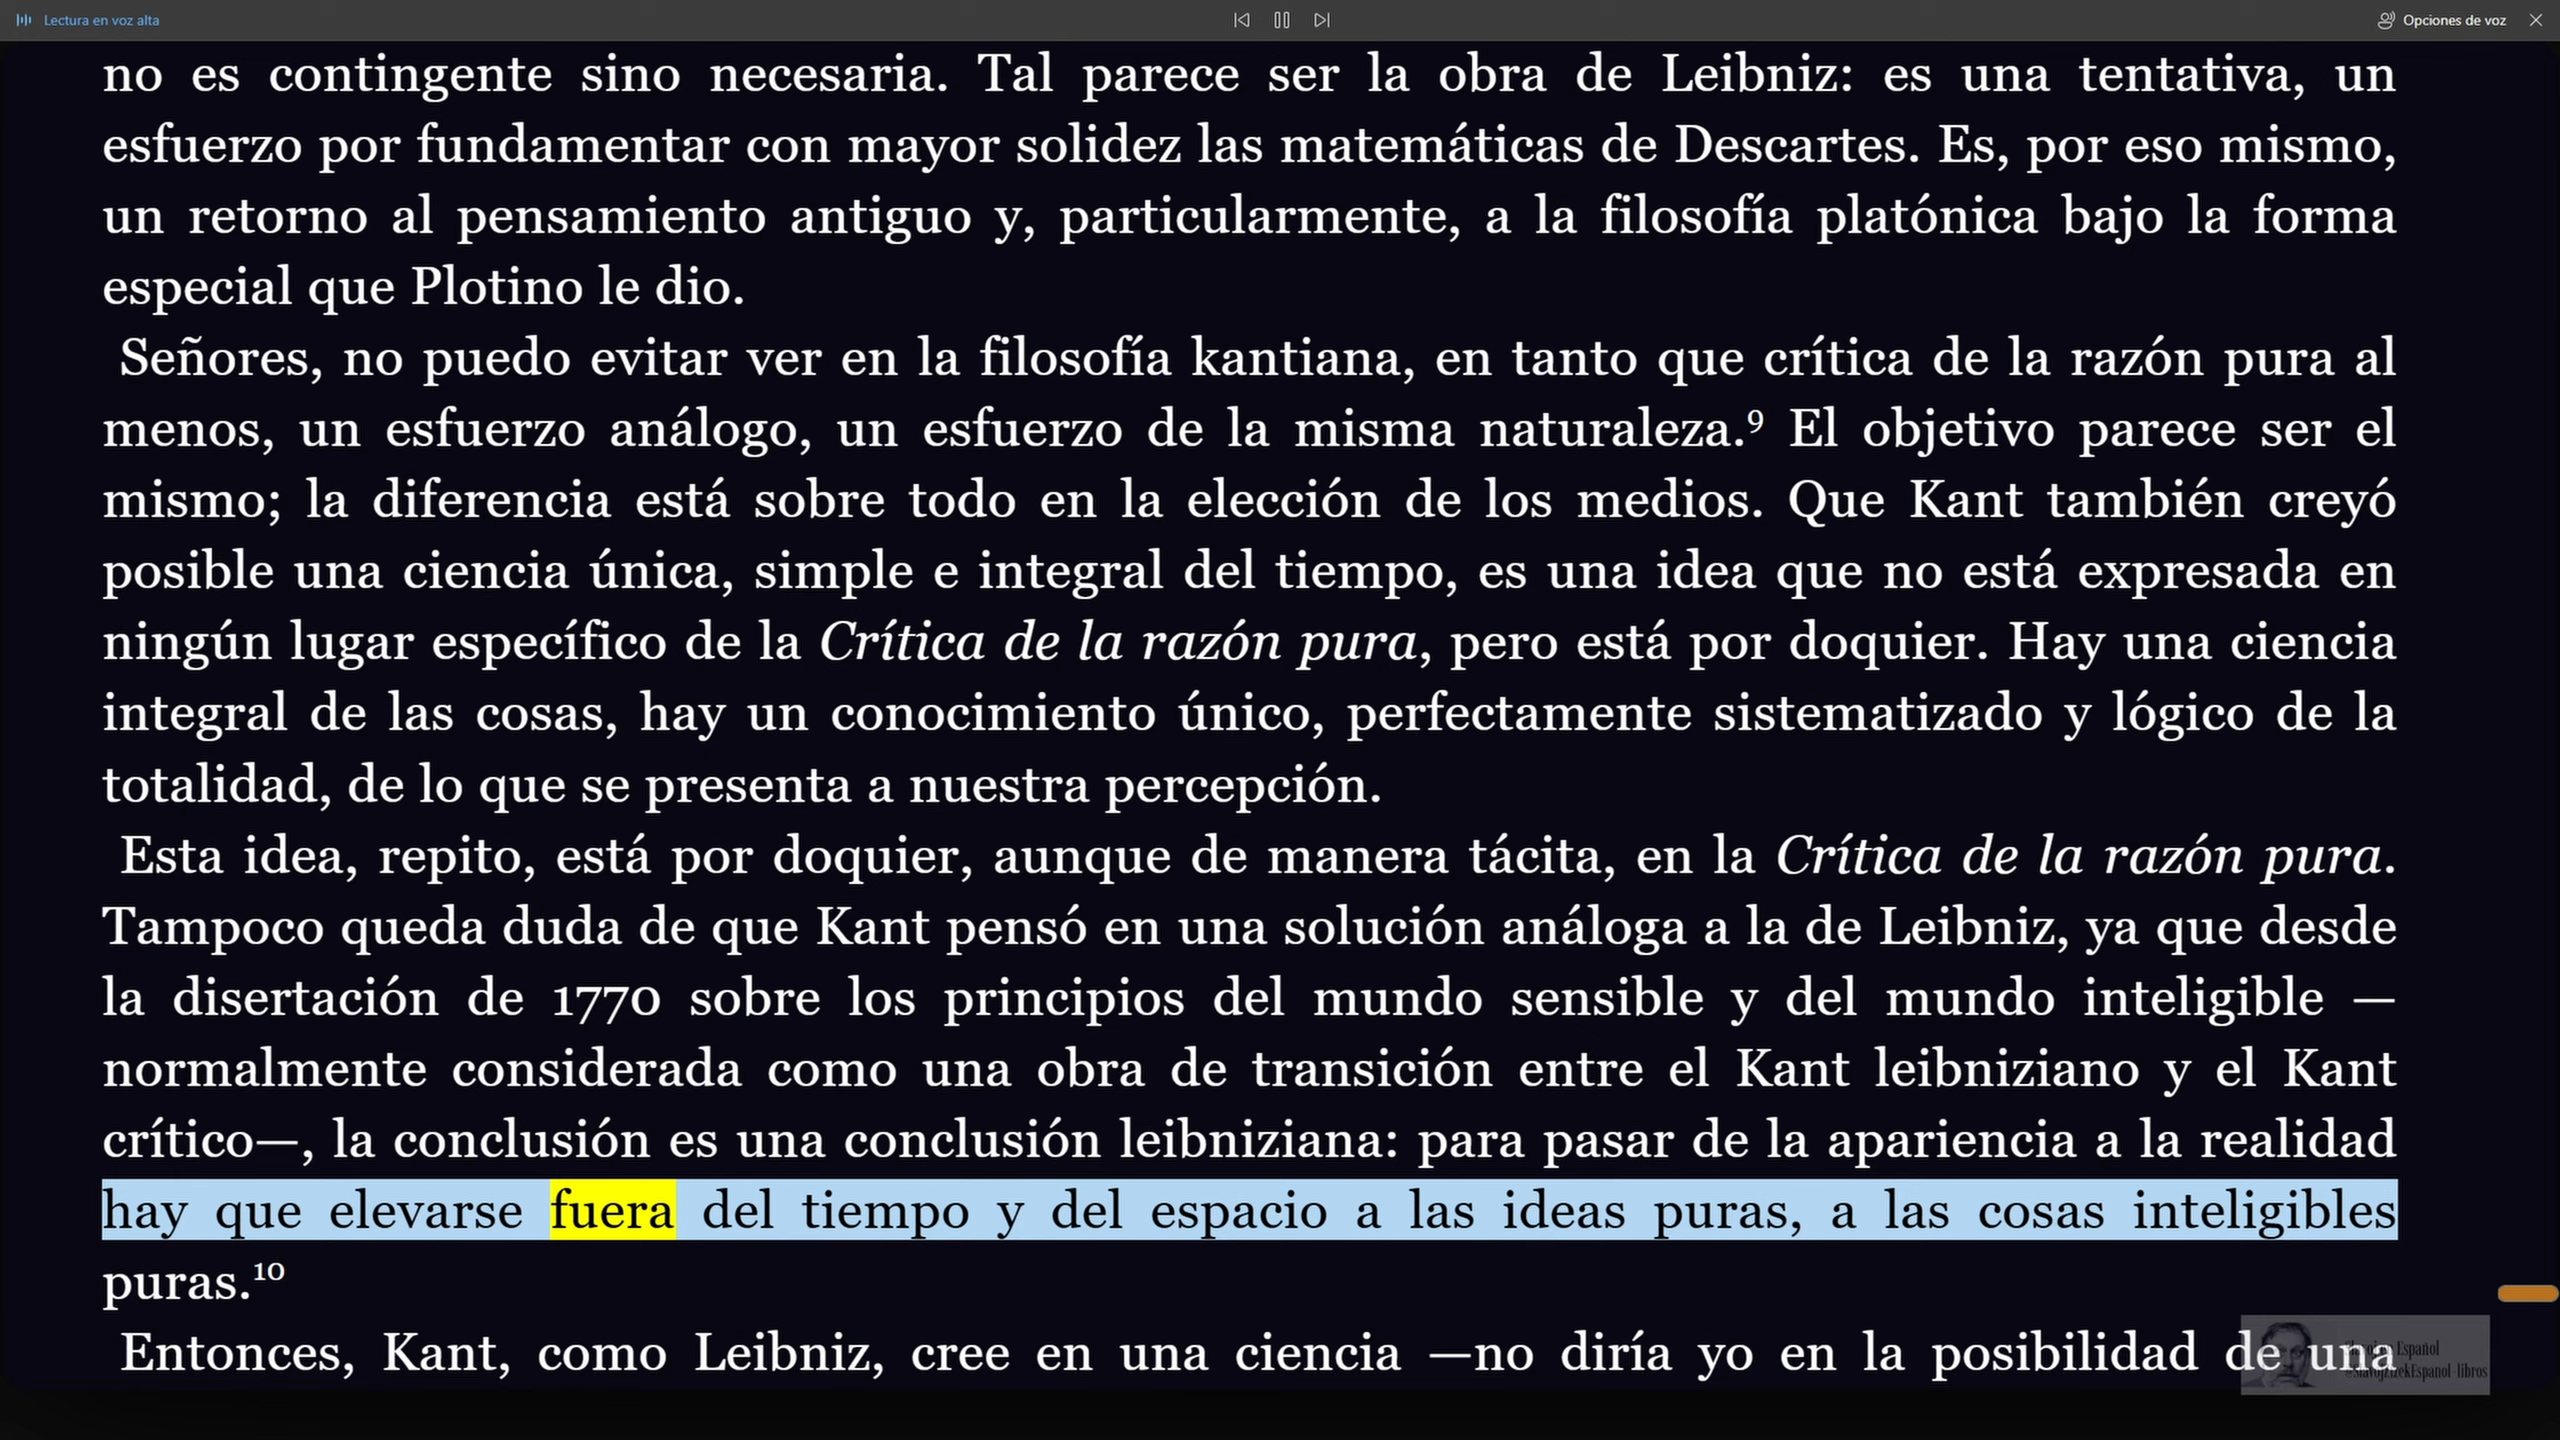 Lectura en voz alta
Opciones de voz
no es contingente sino necesaria. Tal parece ser la obra de Leibniz: es una tentativa, un
esfuerzo por fundamentar con mayor solidez las matemáticas de Descartes. Es, por eso mismo,
un retorno al pensamiento antiguo y, particularmente, a la filosofía platónica bajo la forma
especial que Plotino le dio.
Señores, no puedo evitar ver en la filosofía kantiana, en tanto que crítica de la razón pura al
menos, un esfuerzo análogo, un esfuerzo de la misma naturaleza.⁹ El objetivo parece ser el
mismo; la diferencia está sobre todo en la elección de los medios. Que Kant también creyó
posible una ciencia única, simple e integral del tiempo, es una idea que no está expresada en
ningún lugar específico de la Crítica de la razón pura, pero está por doquier. Hay una ciencia
integral de las cosas, hay un conocimiento único, perfectamente sistematizado y lógico de la
totalidad, de lo que se presenta a nuestra percepción.
Esta idea, repito, está por doquier, aunque de manera tácita, en la Crítica de la razón pura.
Tampoco queda duda de que Kant pensó en una solución análoga a la de Leibniz, ya que desde
la disertación de 1770 sobre los principios del mundo sensible y del mundo inteligible —
normalmente considerada como una obra de transición entre el Kant leibniziano y el Kant
crítico—, la conclusión es una conclusión leibniziana: para pasar de la apariencia a la realidad
hay que elevarse fuera del tiempo y del espacio a las ideas puras, a las cosas inteligibles
puras.¹⁰
Entonces, Kant, como Leibniz, cree en una ciencia —no diría yo en la posibilidad de una
Español